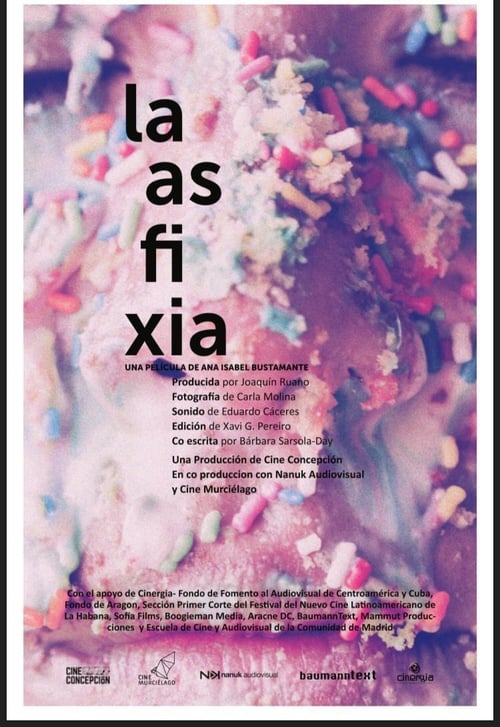 la
as
fi
xia
UNA PELÍCULA DE ANA ISABEL BUSTAMANTE
Producida por Joaquín Ruano
Fotografía de Carla Molina
Sonido de Eduardo Cáceres
Edición de Xavi G. Pereiro
Co escrita por Bárbara Sarsola-Day
Una Producción de Cine Concepción
En co produccion con Nanuk Audiovisual
y Cine Murciélago
Con el apoyo de Cinergia- Fondo de Fomento al Audiovisual de Centroamérica y Cuba,
Fondo de Aragon, Sección Primer Corte del Festival del Nuevo Cine Latinoamericano de
La Habana, Sofia Films, Boogieman Media, Aracne DC, BaumannText, Mammut Produc-
ciones y Escuela de Cine y Audiovisual de la Comunidad de Madrid
CINE CONCEPCIÓN
CINE MURCIÉLAGO
nanuk audiovisual
baumanntext
cinergia